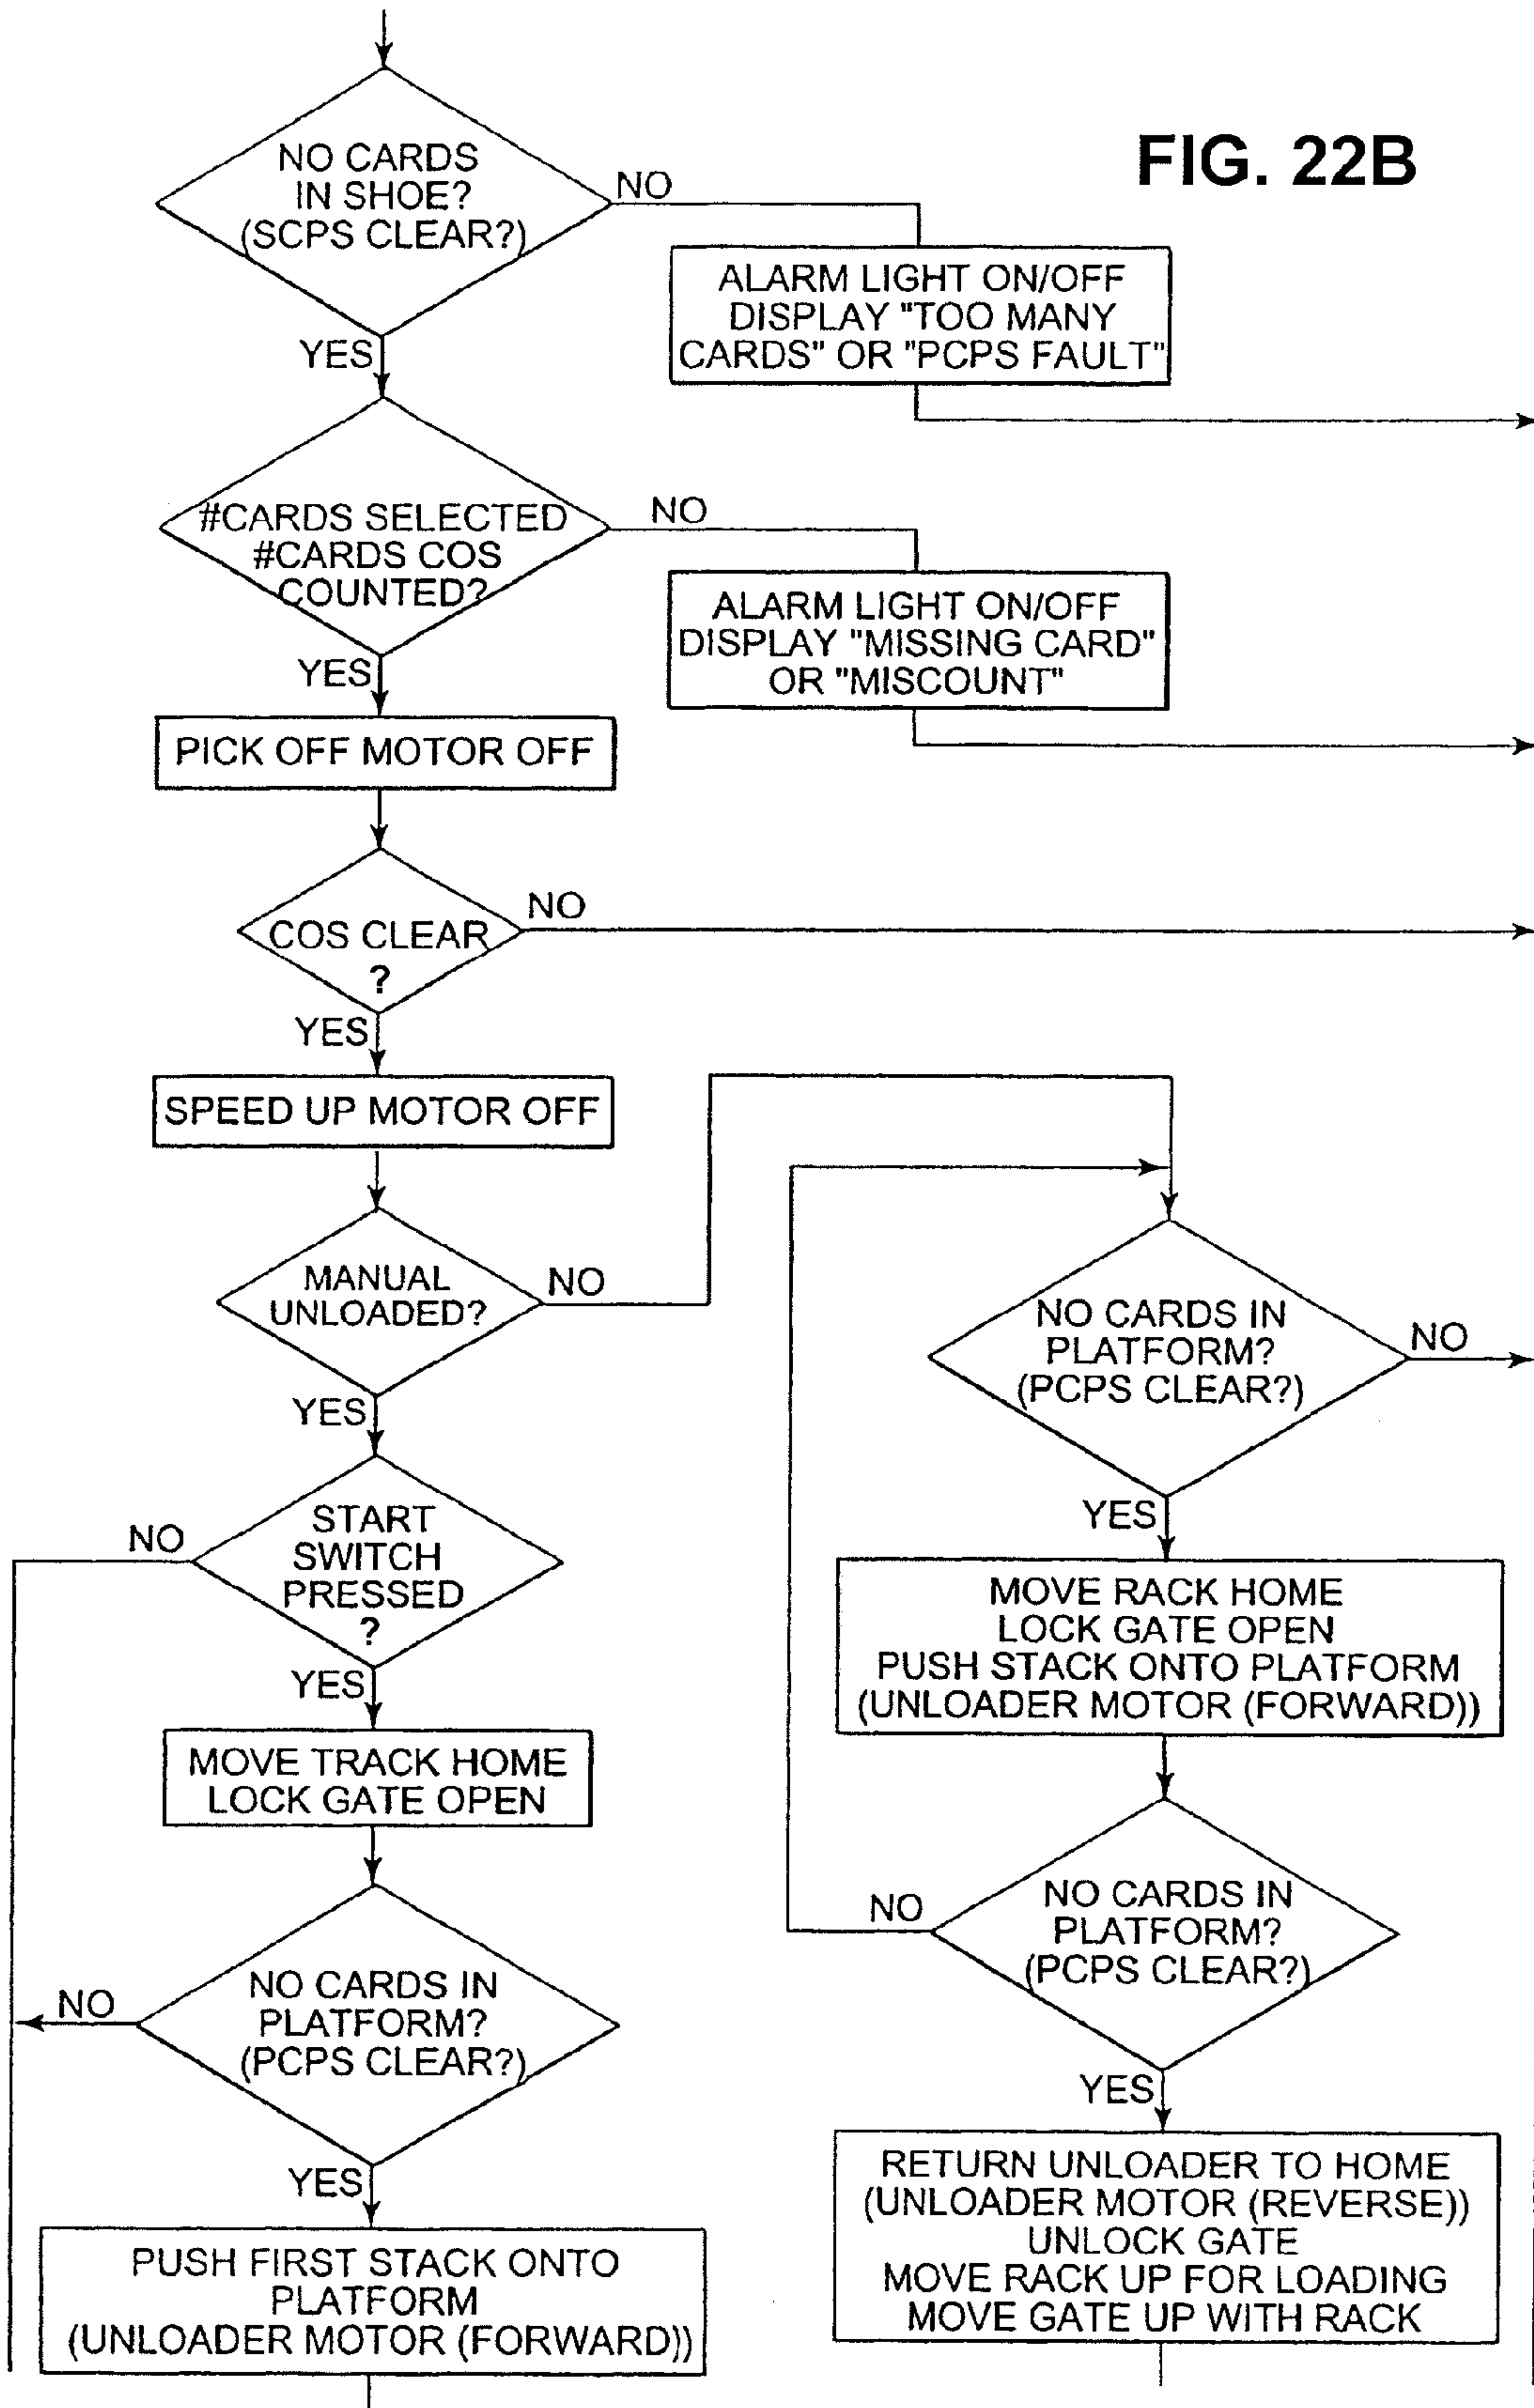 FIG. 22B
NO CARDS
IN SHOE?
(SCPS CLEAR?)
NO
ALARM LIGHT ON/OFF
DISPLAY "TOO MANY
CARDS" OR "PCPS FAULT"
YES
#CARDS SELECTED
#CARDS COS
COUNTED?
NO
ALARM LIGHT ON/OFF
DISPLAY "MISSING CARD"
OR "MISCOUNT"
YES
PICK OFF MOTOR OFF
COS CLEAR
?
NO
YES
SPEED UP MOTOR OFF
MANUAL
UNLOADED?
NO
YES
START
SWITCH
PRESSED
?
NO
YES
MOVE TRACK HOME
LOCK GATE OPEN
NO CARDS IN
PLATFORM?
(PCPS CLEAR?)
NO
YES
PUSH FIRST STACK ONTO
PLATFORM
(UNLOADER MOTOR (FORWARD))
NO CARDS IN
PLATFORM?
(PCPS CLEAR?)
NO
YES
MOVE RACK HOME
LOCK GATE OPEN
PUSH STACK ONTO PLATFORM
(UNLOADER MOTOR (FORWARD))
NO CARDS IN
PLATFORM?
(PCPS CLEAR?)
NO
YES
RETURN UNLOADER TO HOME
(UNLOADER MOTOR (REVERSE))
UNLOCK GATE
MOVE RACK UP FOR LOADING
MOVE GATE UP WITH RACK